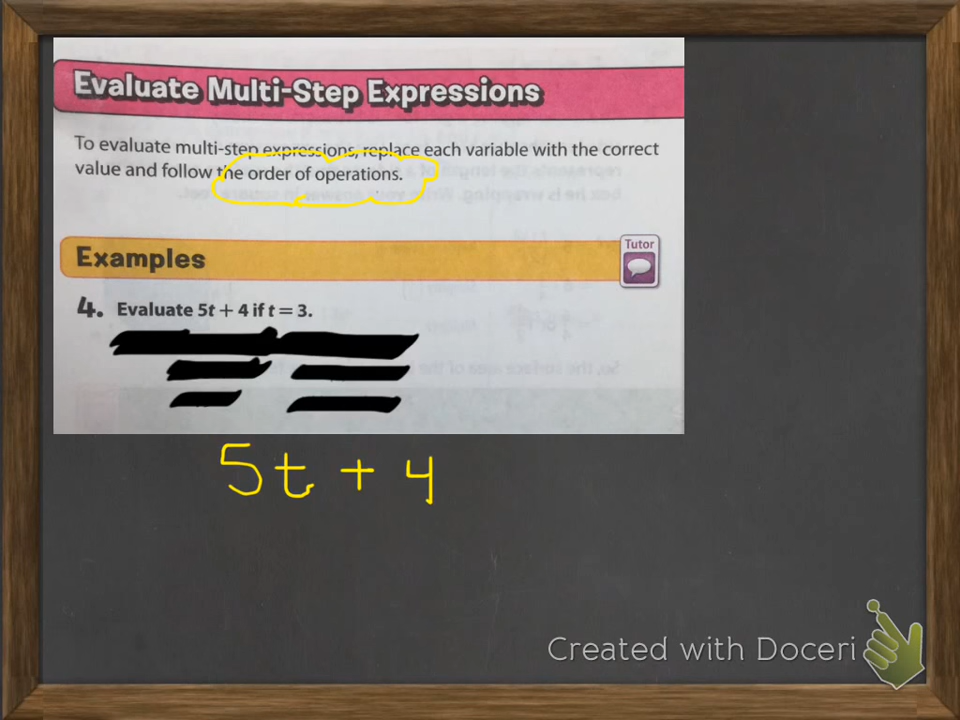 Evaluate Multi-Step Expressions
To evaluate multi-step expressions, replace each variable with the correct
value and follow the order of operations.
Examples
Tutor
4. Evaluate 5t + 4 if t = 3.
5t + 4
Created with Doceri